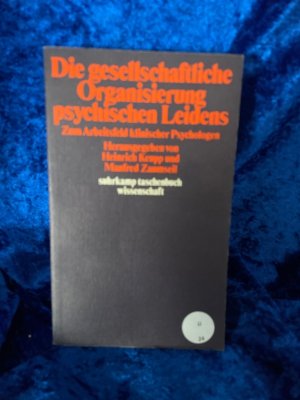 Die gesellschaftliche
Organisierung
psychischen Leidens
Zum Arbeitsfeld klinischer Psychologen
Herausgegeben von
Heinrich Keupp und
Manfred Zaumseil
suhrkamp taschenbuch
wissenschaft